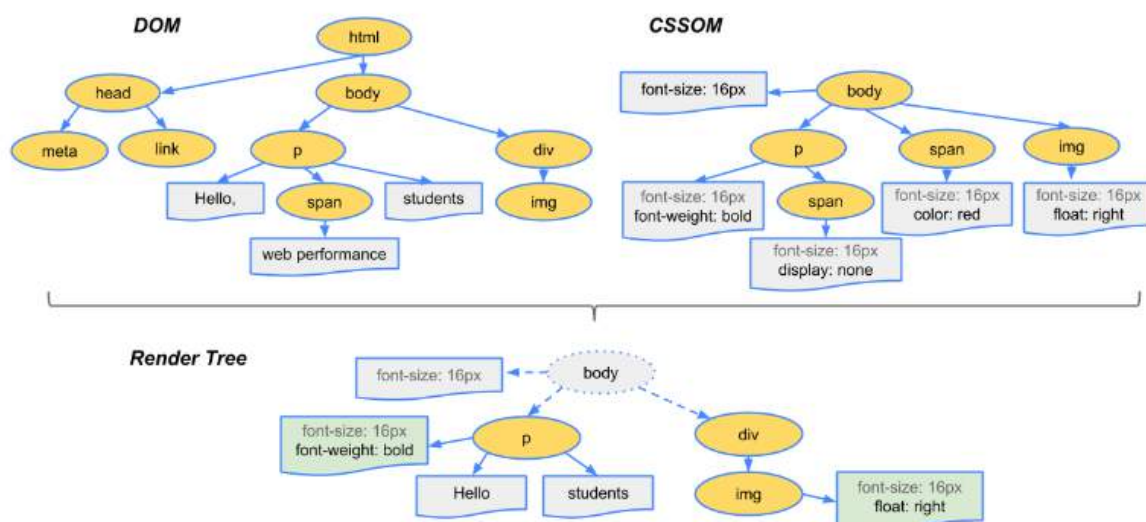 DOM
CSSOM
html
head
body
meta
link
p
div
Hello,
span
students
img
web performance
font-size: 16px
body
p
span
img
font-size: 16px
font-weight: bold
span
font-size: 16px
color: red
font-size: 16px
float: right
font-size: 16px
display: none
Render Tree
font-size: 16px
body
font-size: 16px
font-weight: bold
p
div
Hello
students
img
font-size: 16px
float: right